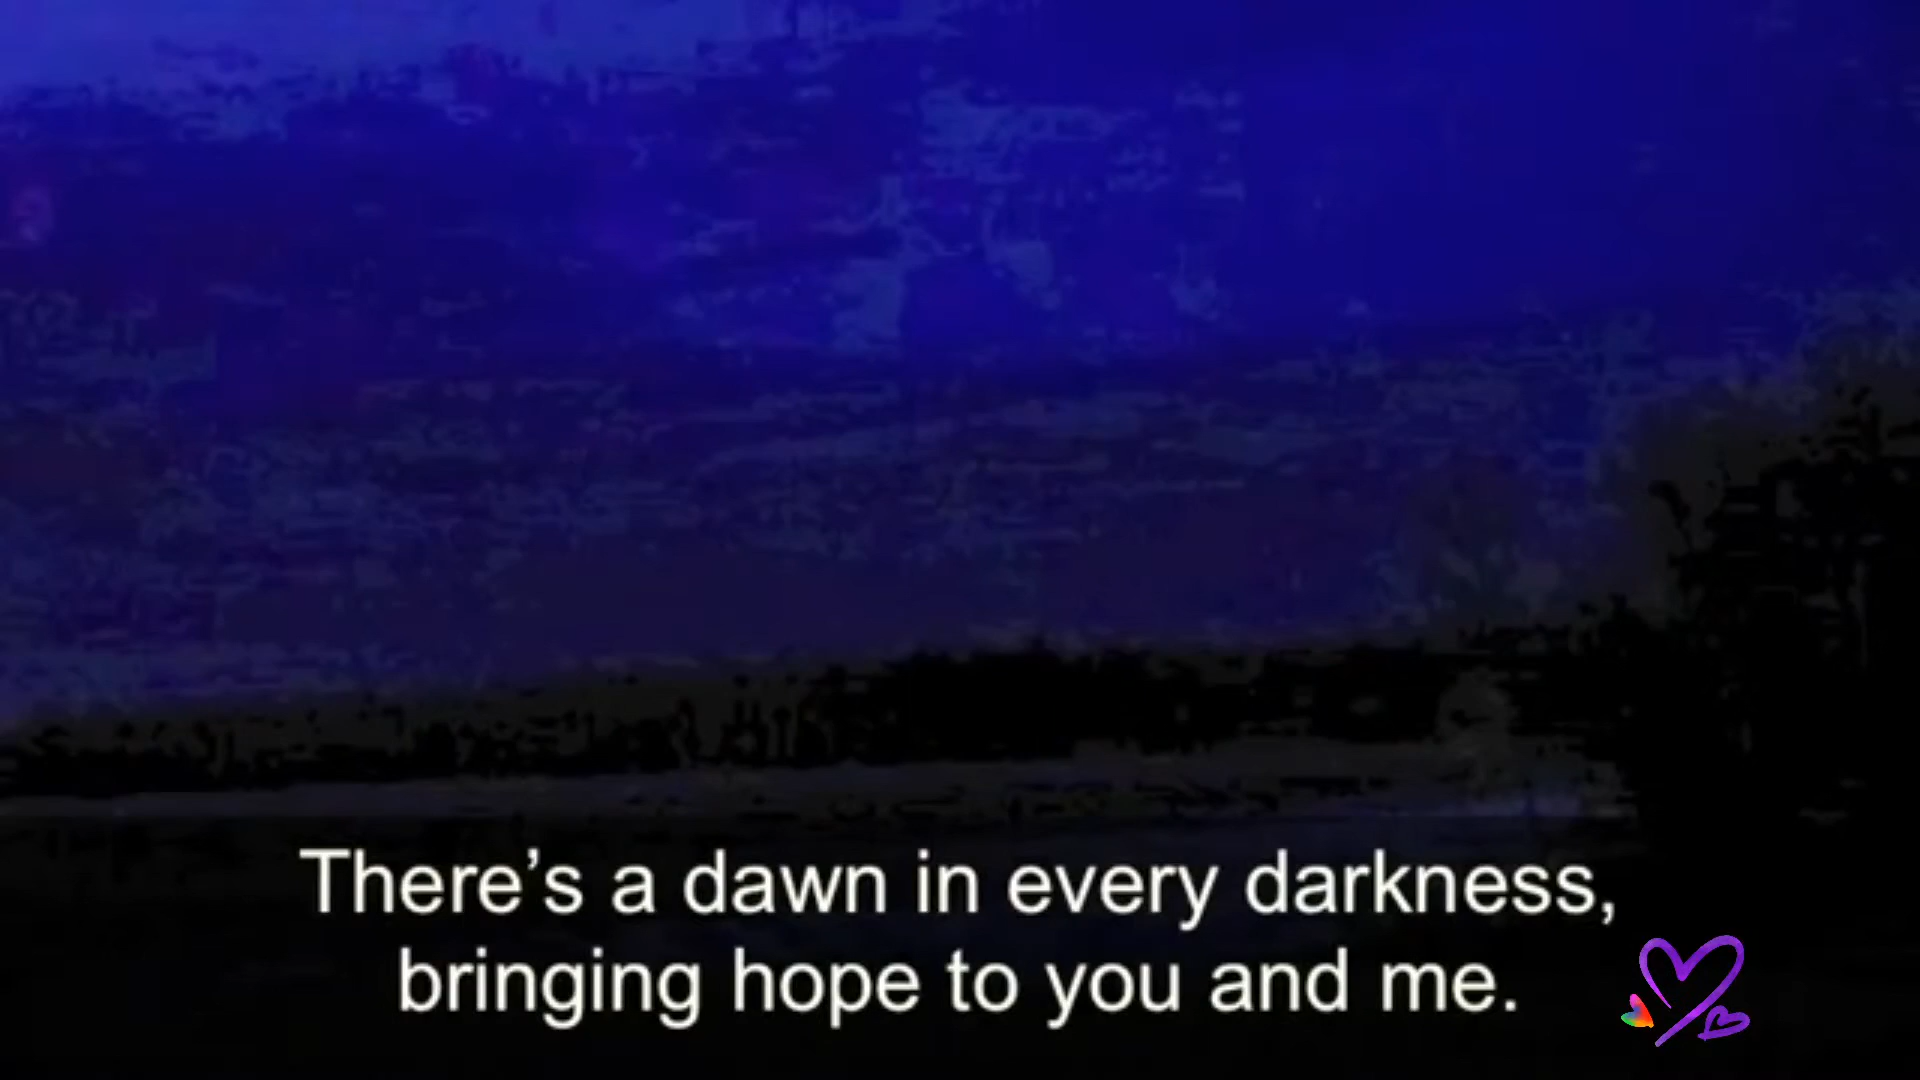 There’s a dawn in every darkness,
bringing hope to you and me.